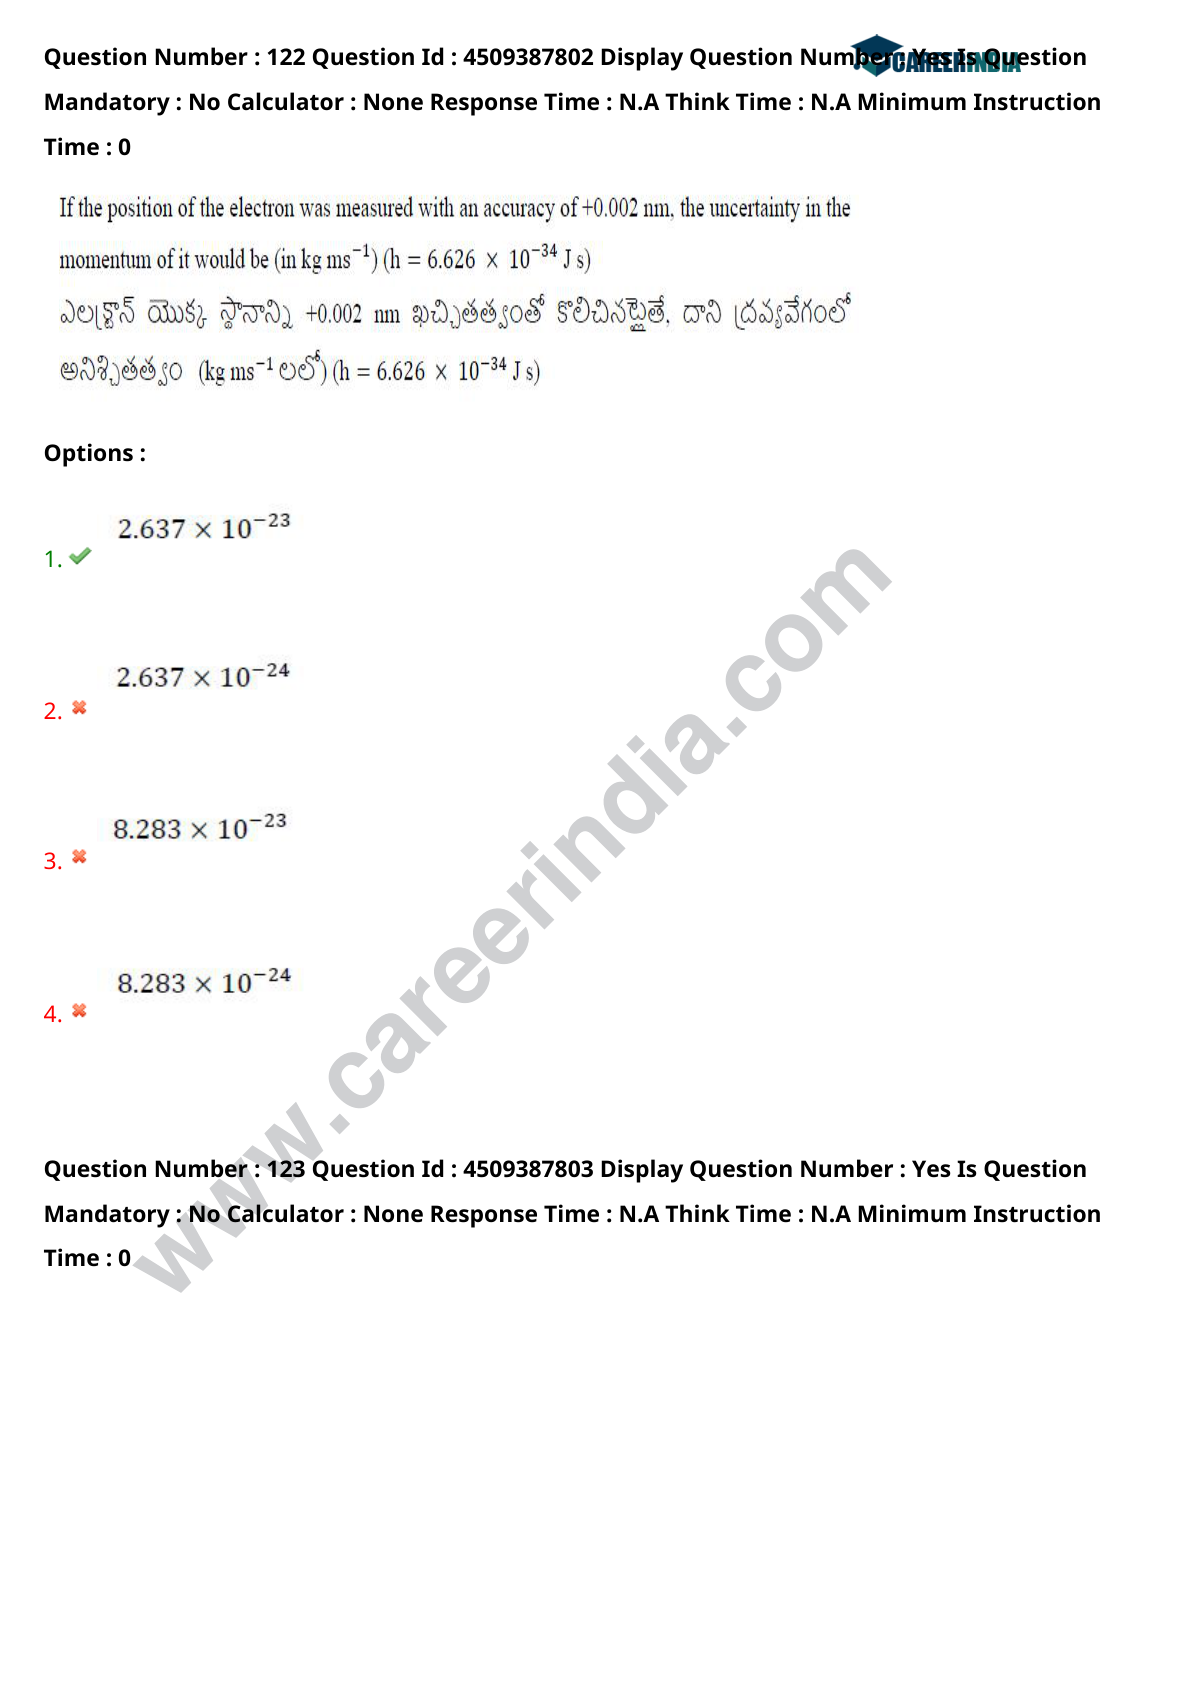 Question Number : 122 Question Id : 4509387802 Display Question Number : Yes Is Question
CAREERINDIA
Mandatory : No Calculator : None Response Time : N.A Think Time : N.A Minimum Instruction
Time : 0
If the position of the electron was measured with an accuracy of +0.002 nm, the uncertainty in the
momentum of it would be (in kg ms⁻¹) (h = 6.626 × 10⁻³⁴ J s)
ఎలక్ట్రాన్ యొక్క స్థానాన్ని +0.002 nm ఖచ్చితత్వంతో కొలిచినట్లైతే, దాని ద్రవ్యవేగంలో
అనిశ్చితత్వం (kg ms⁻¹ లలో) (h = 6.626 × 10⁻³⁴ J s)
Options :
2.637 × 10⁻²³
1.
2.637 × 10⁻²⁴
2.
8.283 × 10⁻²³
3.
8.283 × 10⁻²⁴
4.
www.careerindia.com
Question Number : 123 Question Id : 4509387803 Display Question Number : Yes Is Question
Mandatory : No Calculator : None Response Time : N.A Think Time : N.A Minimum Instruction
Time : 0